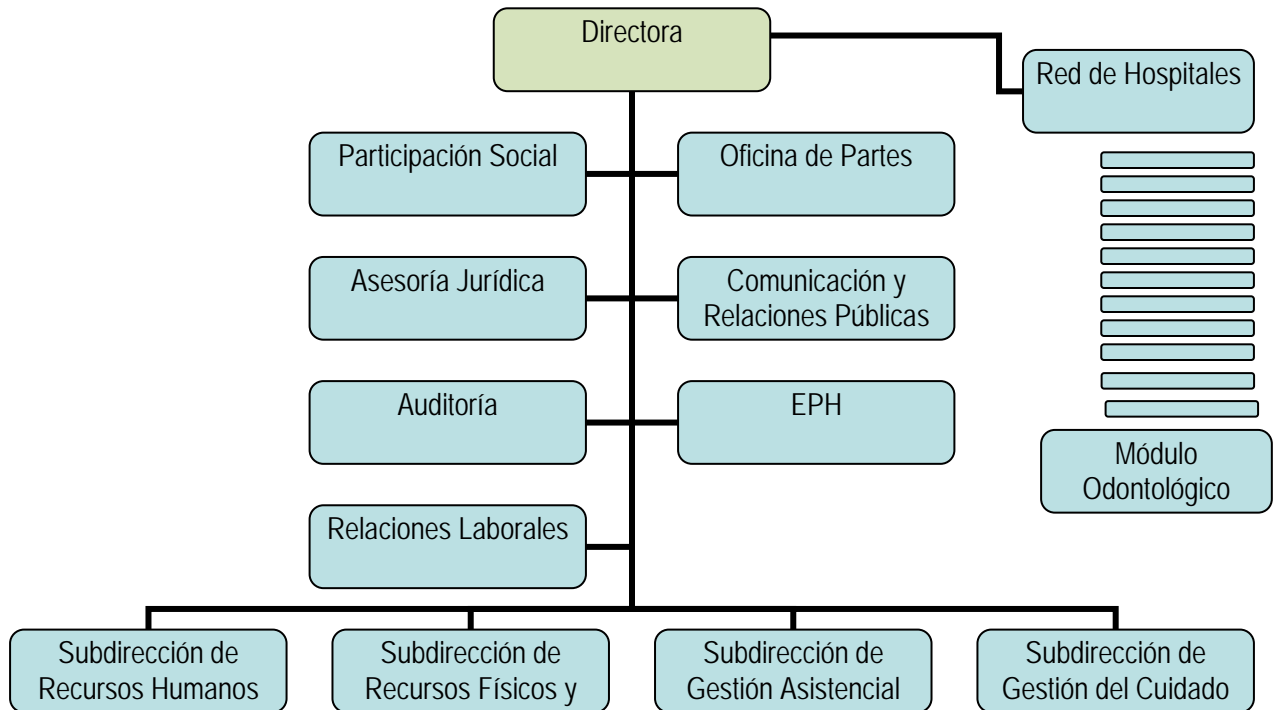 Directora
Red de Hospitales
Participación Social
Oficina de Partes
Asesoría Jurídica
Comunicación y
Relaciones Públicas
Auditoría
EPH
Módulo
Odontológico
Relaciones Laborales
Subdirección de
Recursos Humanos
Subdirección de
Recursos Físicos y
Subdirección de
Gestión Asistencial
Subdirección de
Gestión del Cuidado